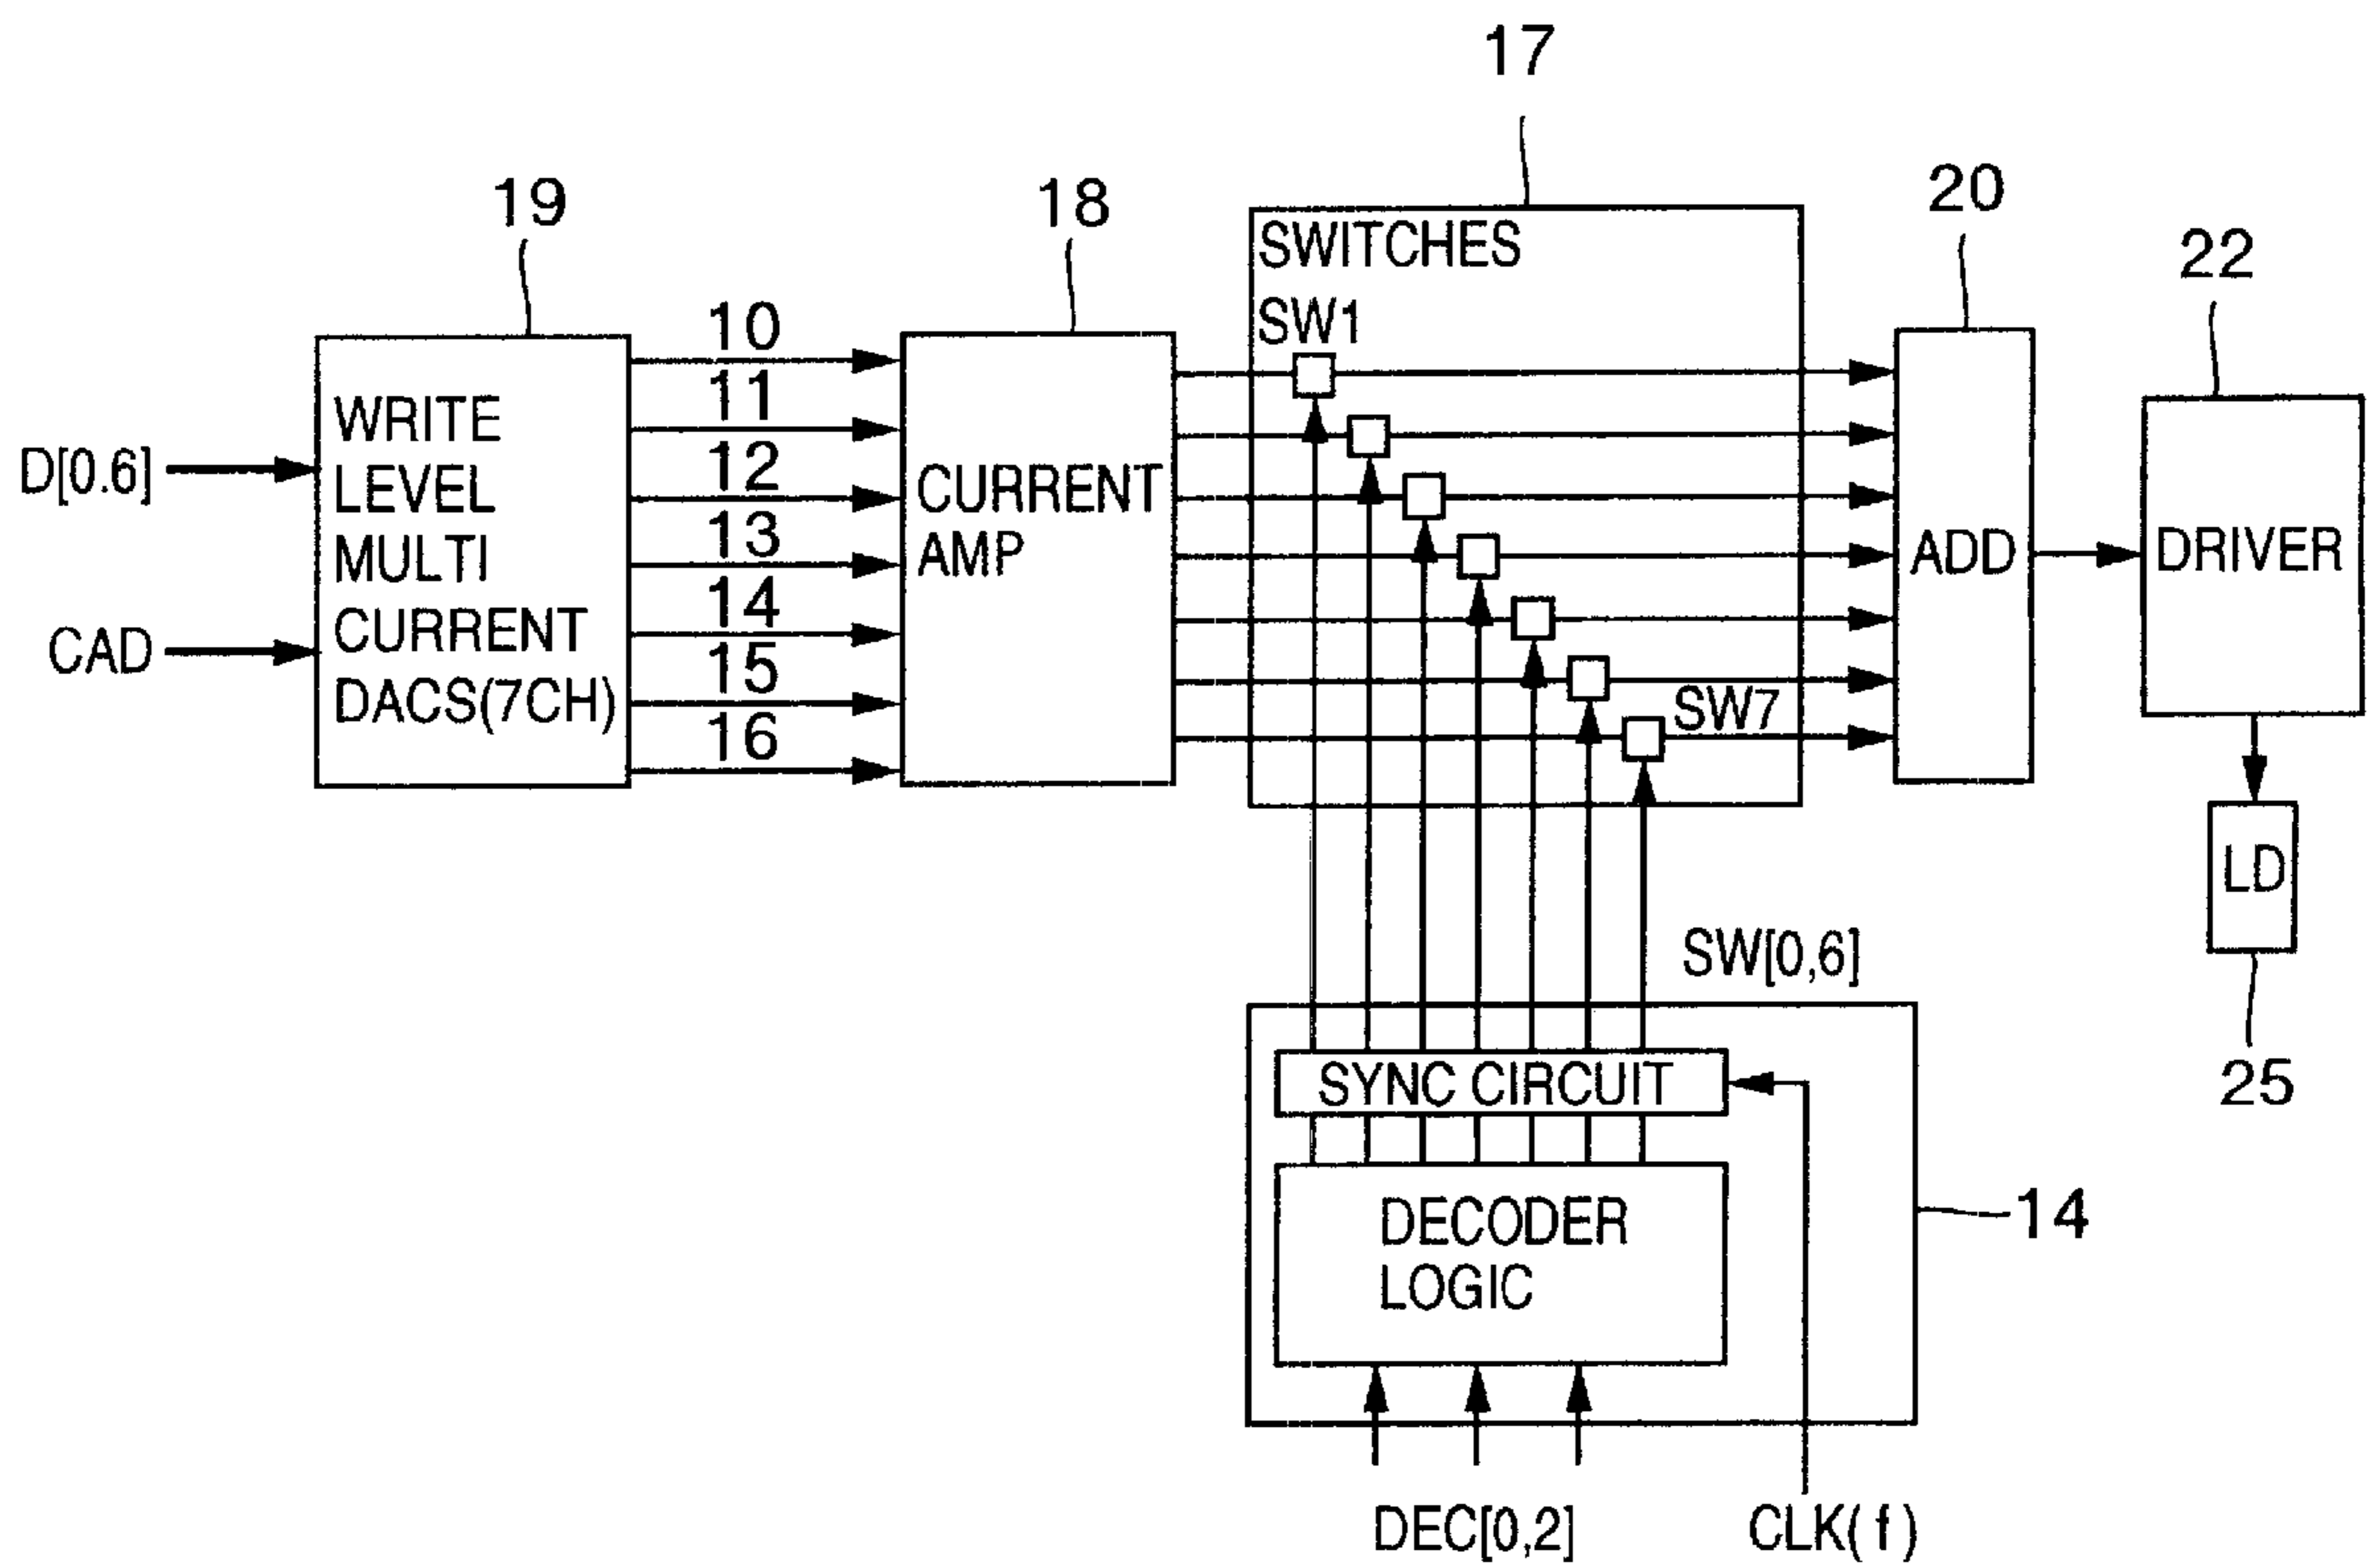 17
19
18
20
22
SWITCHES
SW1
10
11
12
13
14
15
16
D[0.6]
CAD
WRITE
LEVEL
MULTI
CURRENT
DACS(7CH)
CURRENT
AMP
SW7
ADD
DRIVER
LD
25
SW[0,6]
SYNC CIRCUIT
DECODER
LOGIC
14
DEC[0,2]
CLK( f )